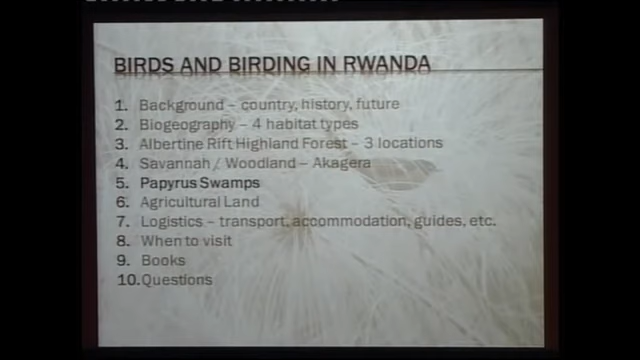 BIRDS AND BIRDING IN RWANDA
1. Background – country, history, future
2. Biogeography – 4 habitat types
3. Albertine Rift Highland Forest – 3 locations
4. Savannah / Woodland – Akagera
5. Papyrus Swamps
6. Agricultural Land
7. Logistics – transport, accommodation, guides, etc.
8. When to visit
9. Books
10. Questions